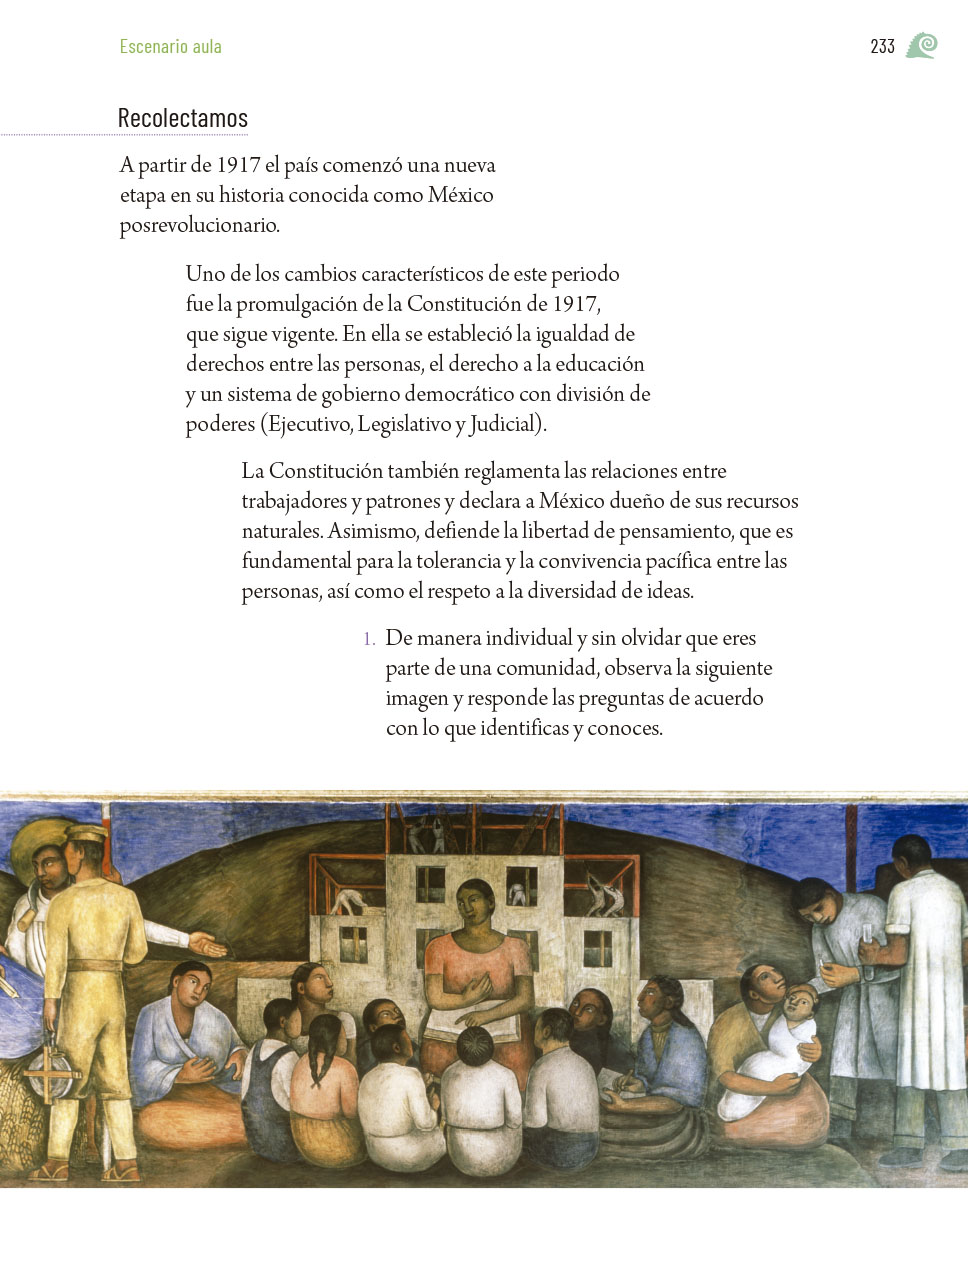 Escenario aula
233
Recolectamos
A partir de 1917 el país comenzó una nueva
etapa en su historia conocida como México
posrevolucionario.
Uno de los cambios característicos de este periodo
fue la promulgación de la Constitución de 1917,
que sigue vigente. En ella se estableció la igualdad de
derechos entre las personas, el derecho a la educación
y un sistema de gobierno democrático con división de
poderes (Ejecutivo, Legislativo y Judicial).
La Constitución también reglamenta las relaciones entre
trabajadores y patrones y declara a México dueño de sus recursos
naturales. Asimismo, defiende la libertad de pensamiento, que es
fundamental para la tolerancia y la convivencia pacífica entre las
personas, así como el respeto a la diversidad de ideas.
1. De manera individual y sin olvidar que eres
parte de una comunidad, observa la siguiente
imagen y responde las preguntas de acuerdo
con lo que identificas y conoces.